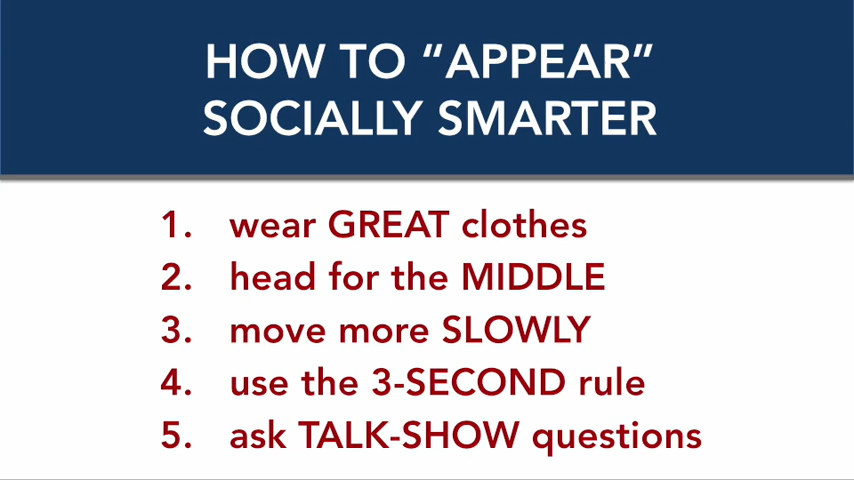 HOW TO “APPEAR”
SOCIALLY SMARTER
1. wear GREAT clothes
2. head for the MIDDLE
3. move more SLOWLY
4. use the 3-SECOND rule
5. ask TALK-SHOW questions